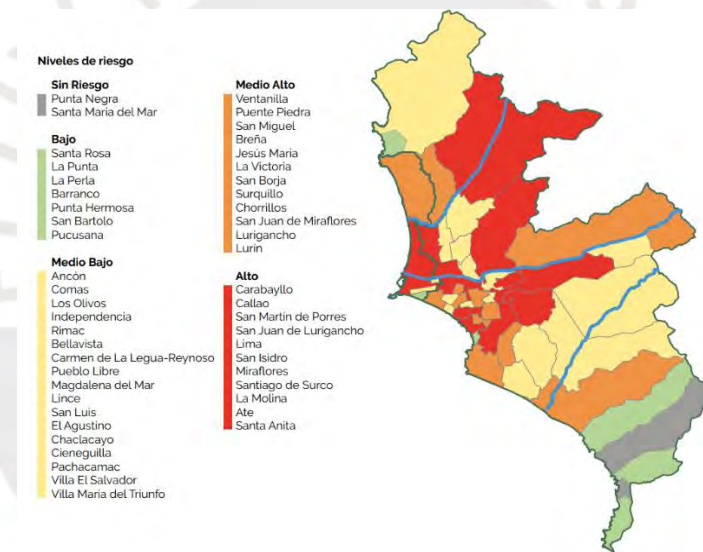 Niveles de riesgo
Sin Riesgo
Punta Negra
Santa Maria del Mar
Bajo
Santa Rosa
La Punta
La Perla
Barranco
Punta Hermosa
San Bartolo
Pucusana
Medio Bajo
Ancón
Comas
Los Olivos
Independencia
Rimac
Bellavista
Carmen de La Legua-Reynoso
Pueblo Libre
Magdalena del Mar
Lince
San Luis
El Agustino
Chaclacayo
Cieneguilla
Pachacamac
Villa El Salvador
Villa Maria del Triunfo
Medio Alto
Ventanilla
Puente Piedra
San Miguel
Breña
Jesús Maria
La Victoria
San Borja
Surquillo
Chorrillos
San Juan de Miraflores
Lurigancho
Lurin
Alto
Carabayllo
Callao
San Martin de Porres
San Juan de Lurigancho
Lima
San Isidro
Miraflores
Santiago de Surco
La Molina
Ate
Santa Anita